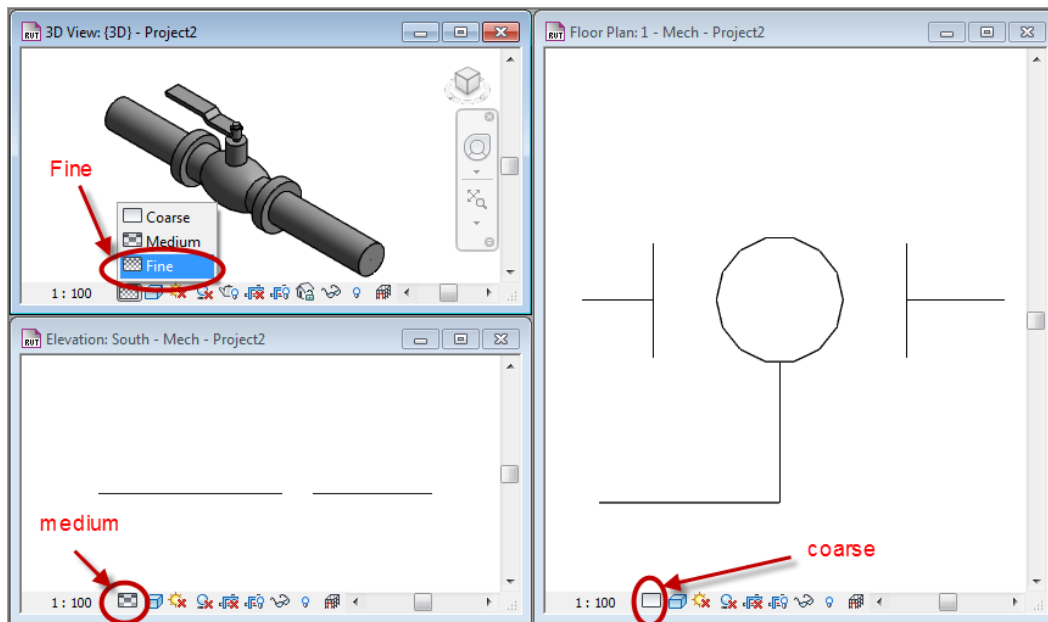 RVT 3D View: {3D} - Project2
Fine
Coarse
Medium
Fine
1 : 100
RVT Elevation: South - Mech - Project2
medium
1 : 100
RVT Floor Plan: 1 - Mech - Project2
coarse
1 : 100